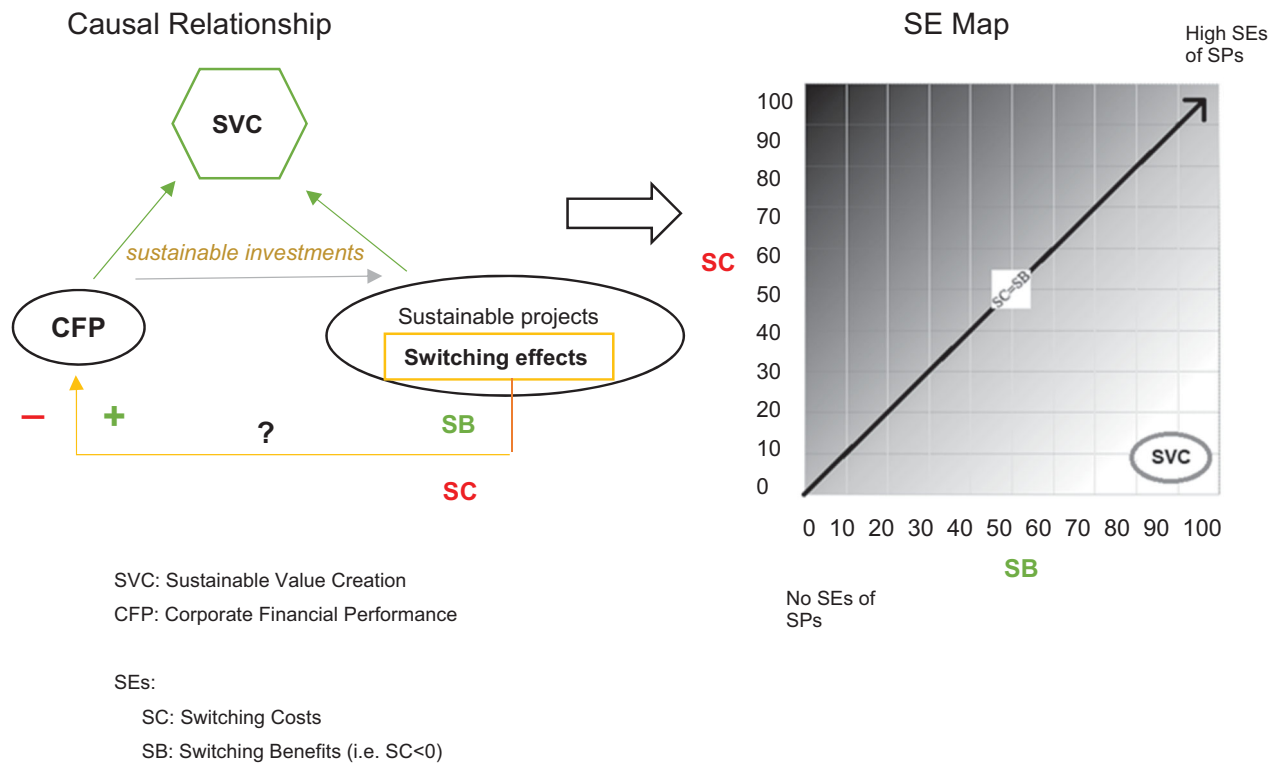 Causal Relationship
SVC
sustainable investments
CFP
Sustainable projects
Switching effects
− +
?
SB
SC
SVC: Sustainable Value Creation
CFP: Corporate Financial Performance
SEs:
SC: Switching Costs
SB: Switching Benefits (i.e. SC<0)
SE Map
High SEs
of SPs
100
90
80
70
60
SC
50
40
30
20
10
0
SC=SB
SVC
0 10 20 30 40 50 60 70 80 90 100
SB
No SEs of
SPs